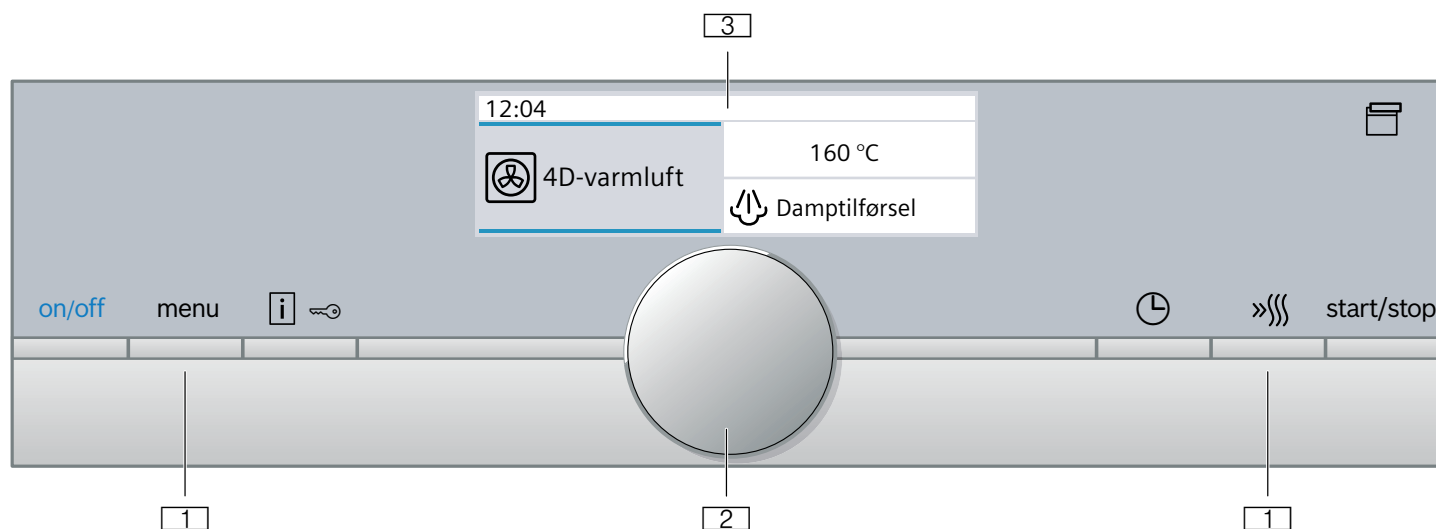 3
12:04
4D-varmluft
160 °C
Damptilførsel
on/off menu i start/stop
1 2 1